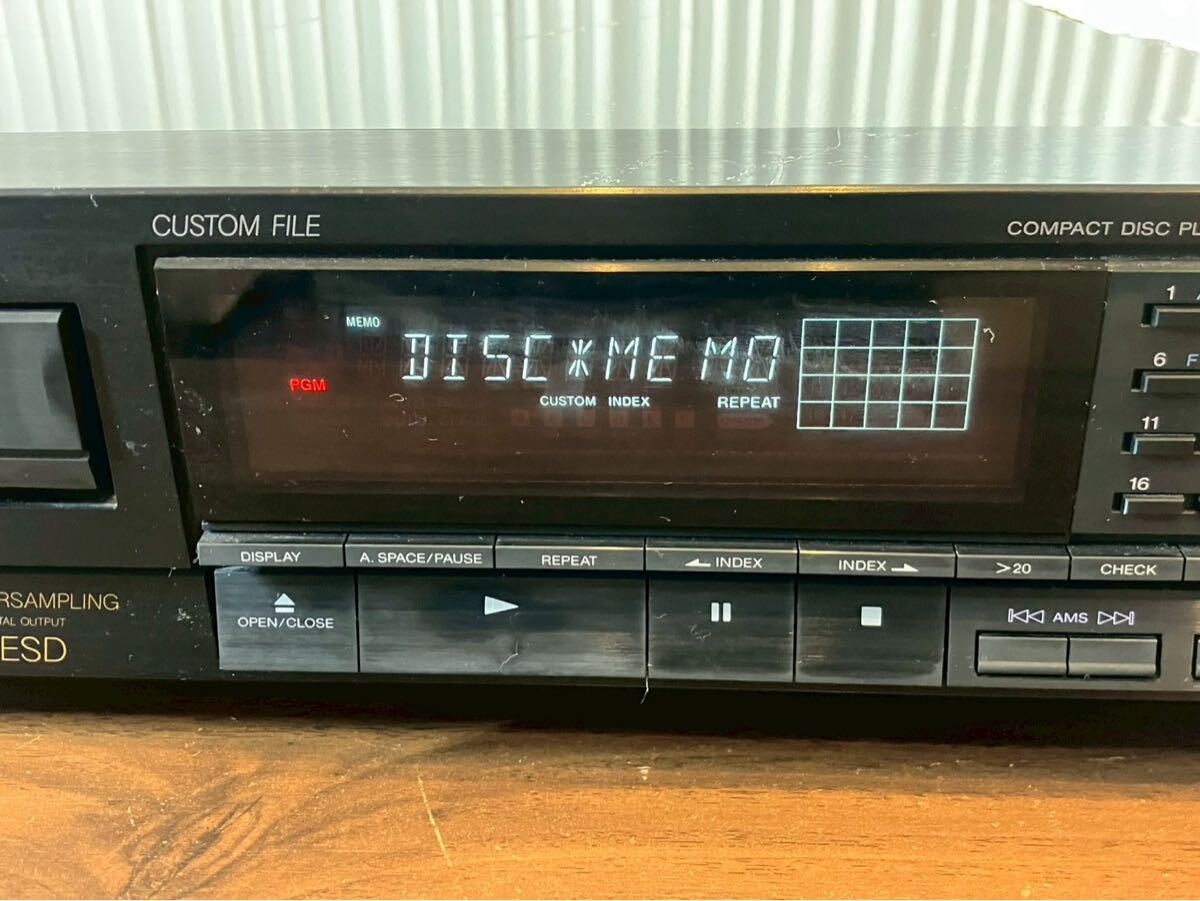 CUSTOM FILE
COMPACT DISC PL
MEMO
DISC*MEMO
PGM
CUSTOM INDEX REPEAT
1
6 F
11
16
DISPLAY A. SPACE/PAUSE REPEAT INDEX INDEX >20 CHECK
RSAMPLING
TAL OUTPUT
ESD
OPEN/CLOSE
AMS